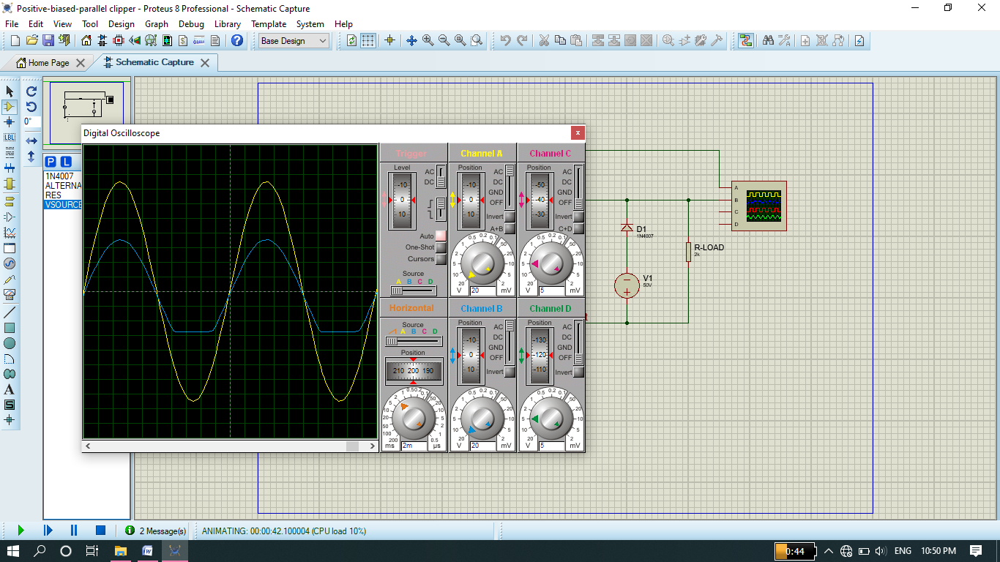 Positive-biased-parallel clipper - Proteus 8 Professional - Schematic Capture
File Edit View Tool Design Graph Debug Library Template System Help
Base Design
Home Page Schematic Capture
0°
LBL
P L
1N4007
ALTERNA
RES
VSOURCE
Digital Oscilloscope
Trigger
Level
-10
0
10
AC
DC
Auto
One-Shot
Cursors
Source
A B C D
Channel A
Position
-10
0
10
AC
DC
GND
OFF
Invert
A+B
V 20 mV
Channel C
Position
-50
-40
-30
AC
DC
GND
OFF
Invert
C+D
V 5 mV
Horizontal
Source
A B C D
Position
210 200 190
ms 2m µs
Channel B
Position
-10
0
10
AC
DC
GND
OFF
Invert
V 20 mV
Channel D
Position
-130
-120
-110
AC
DC
GND
OFF
Invert
V 5 mV
A
B
C
D
D1
1N4007
R-LOAD
2k
V1
50V
2 Message(s) ANIMATING: 00:00:42.100004 (CPU load 10%)
0:44 ENG 10:50 PM